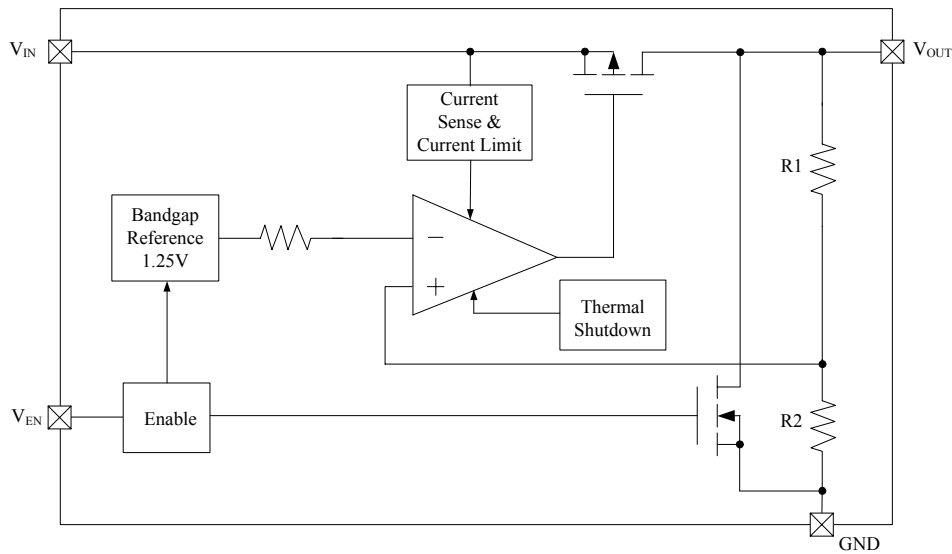 V_IN
V_OUT
Current
Sense &
Current Limit
R1
Bandgap
Reference
1.25V
−
+
Thermal
Shutdown
V_EN
Enable
R2
GND